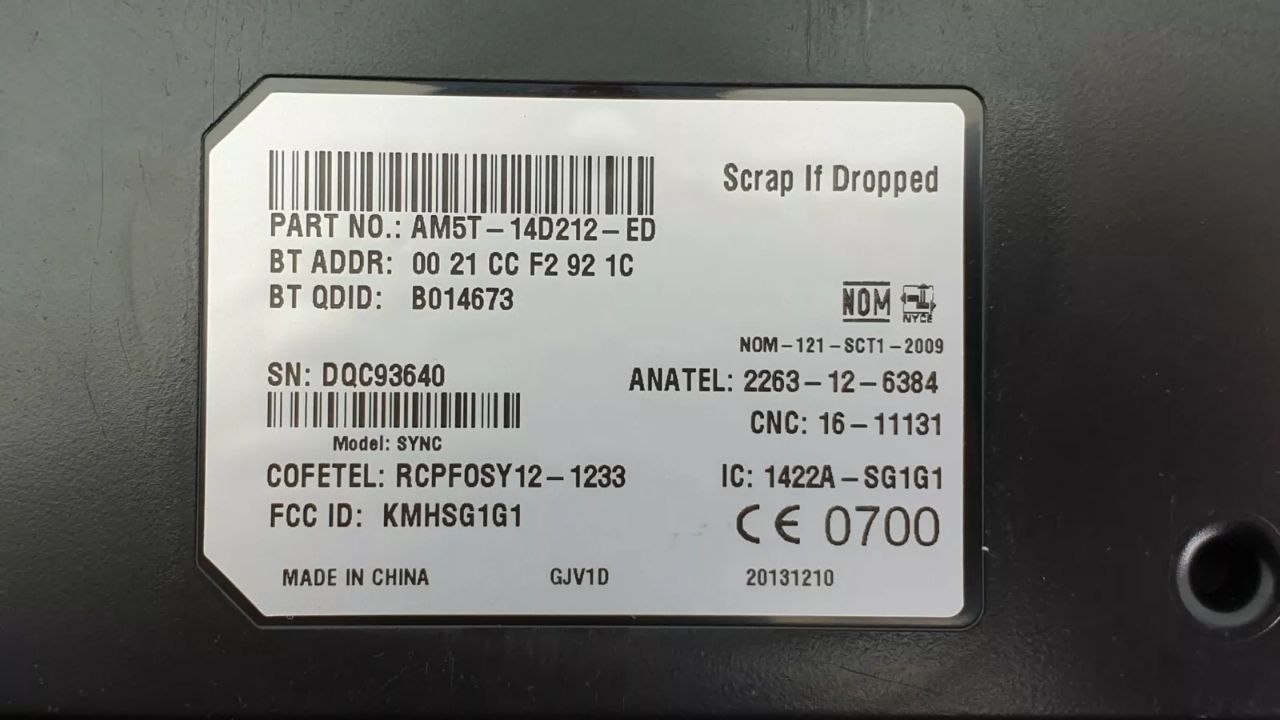 Scrap If Dropped
PART NO.: AM5T-14D212-ED
BT ADDR: 00 21 CC F2 92 1C
BT QDID: B014673
NOM NYCE
NOM-121-SCT1-2009
SN: DQC93640
ANATEL: 2263-12-6384
CNC: 16-11131
Model: SYNC
COFETEL: RCPFOSY12-1233
IC: 1422A-SG1G1
FCC ID: KMHSG1G1
CE 0700
MADE IN CHINA GJV1D 20131210